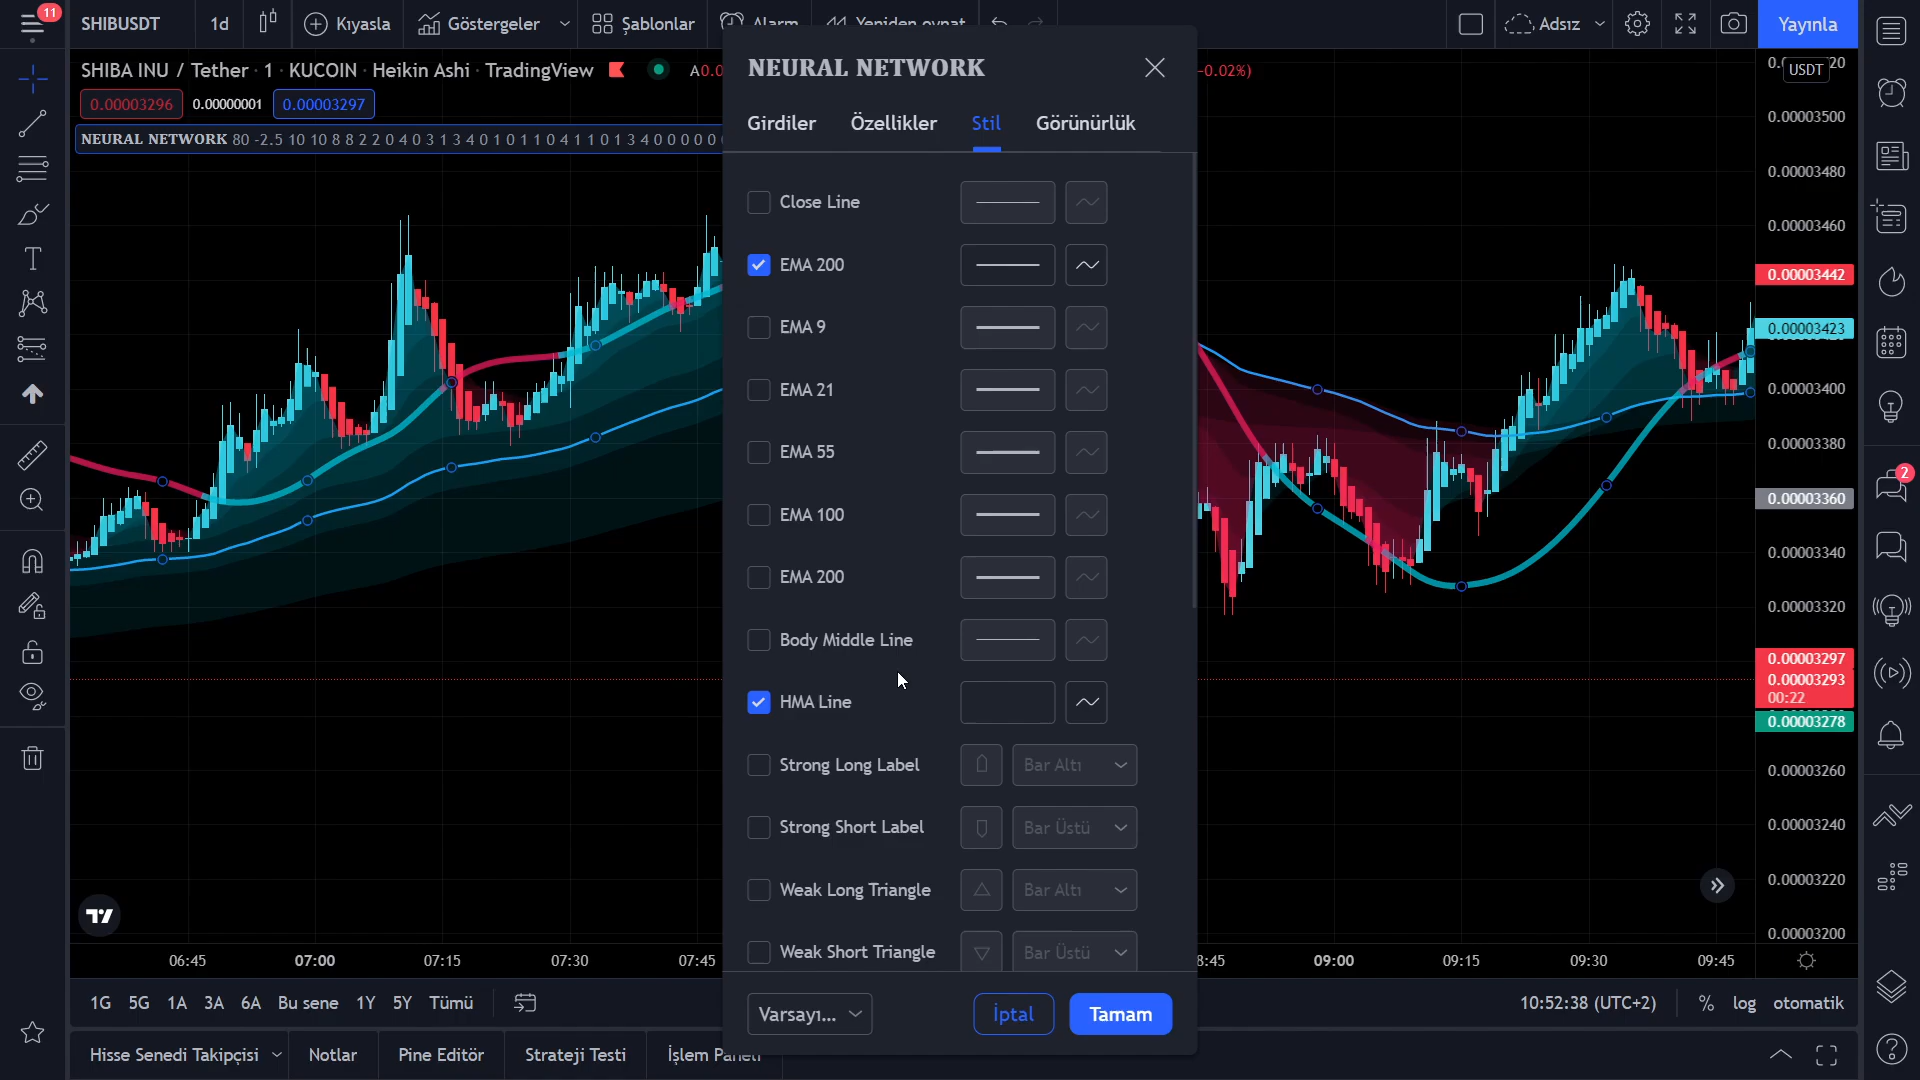 11
SHIBUSDT
1d
Kıyasla
Göstergeler
Şablonlar
Alarm
Yeniden oynat
Adsız
Yayınla
SHIBA INU / Tether · 1 · KUCOIN · Heikin Ashi · TradingView
A0.0
-0.02%)
0.00003296
0.00000001
0.00003297
NEURAL NETWORK 80 -2.5 10 10 8 8 2 2 0 4 0 3 1 3 4 0 1 0 1 1 0 4 1 1 0 1 3 4 0 0 0 0 0
NEURAL NETWORK
Girdiler
Özellikler
Stil
Görünürlük
Close Line
EMA 200
EMA 9
EMA 21
EMA 55
EMA 100
EMA 200
Body Middle Line
HMA Line
Strong Long Label
Bar Altı
Strong Short Label
Bar Üstü
Weak Long Triangle
Bar Altı
Weak Short Triangle
Bar Üstü
Varsayı...
İptal
Tamam
USDT
0.00003500
0.00003480
0.00003460
0.00003442
0.00003423
0.00003400
0.00003380
0.00003360
0.00003340
0.00003320
0.00003297
0.00003293
00:22
0.00003278
0.00003260
0.00003240
0.00003220
0.00003200
2
06:45
07:00
07:15
07:30
07:45
8:45
09:00
09:15
09:30
09:45
1G
5G
1A
3A
6A
Bu sene
1Y
5Y
Tümü
10:52:38 (UTC+2)
%
log
otomatik
Hisse Senedi Takipçisi
Notlar
Pine Editör
Strateji Testi
İşlem Paneli